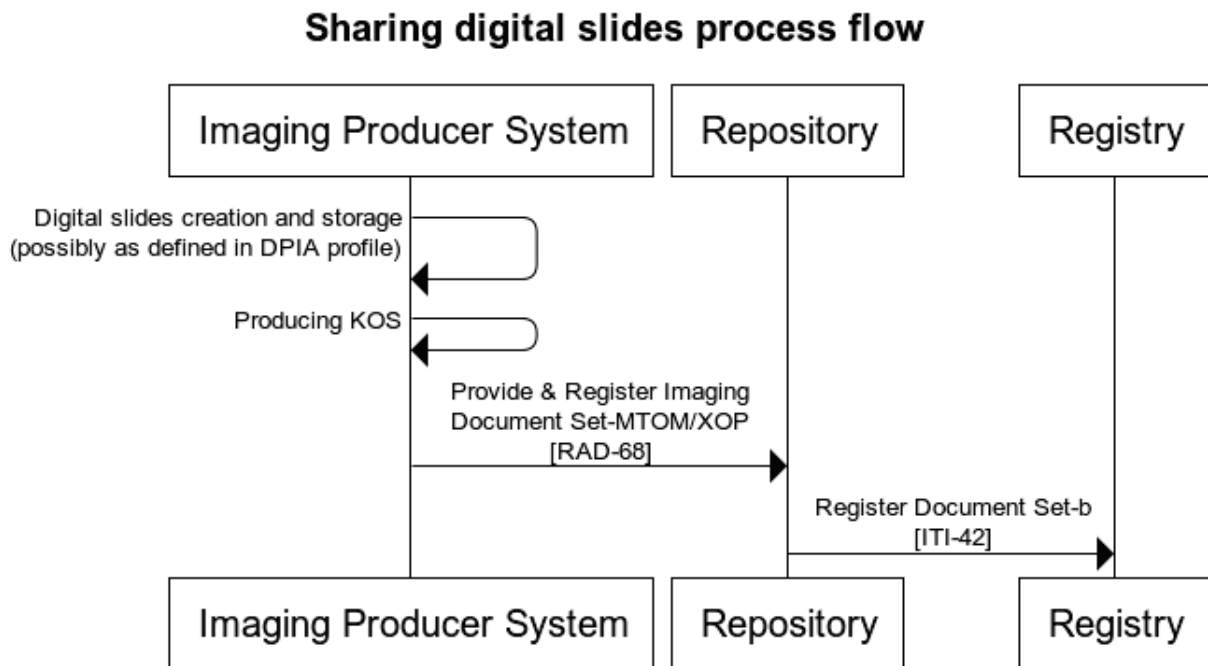 Sharing digital slides process flow
Imaging Producer System
Repository
Registry
Digital slides creation and storage
(possibly as defined in DPIA profile)
Producing KOS
Provide & Register Imaging
Document Set-MTOM/XOP
[RAD-68]
Register Document Set-b
[ITI-42]
Imaging Producer System
Repository
Registry